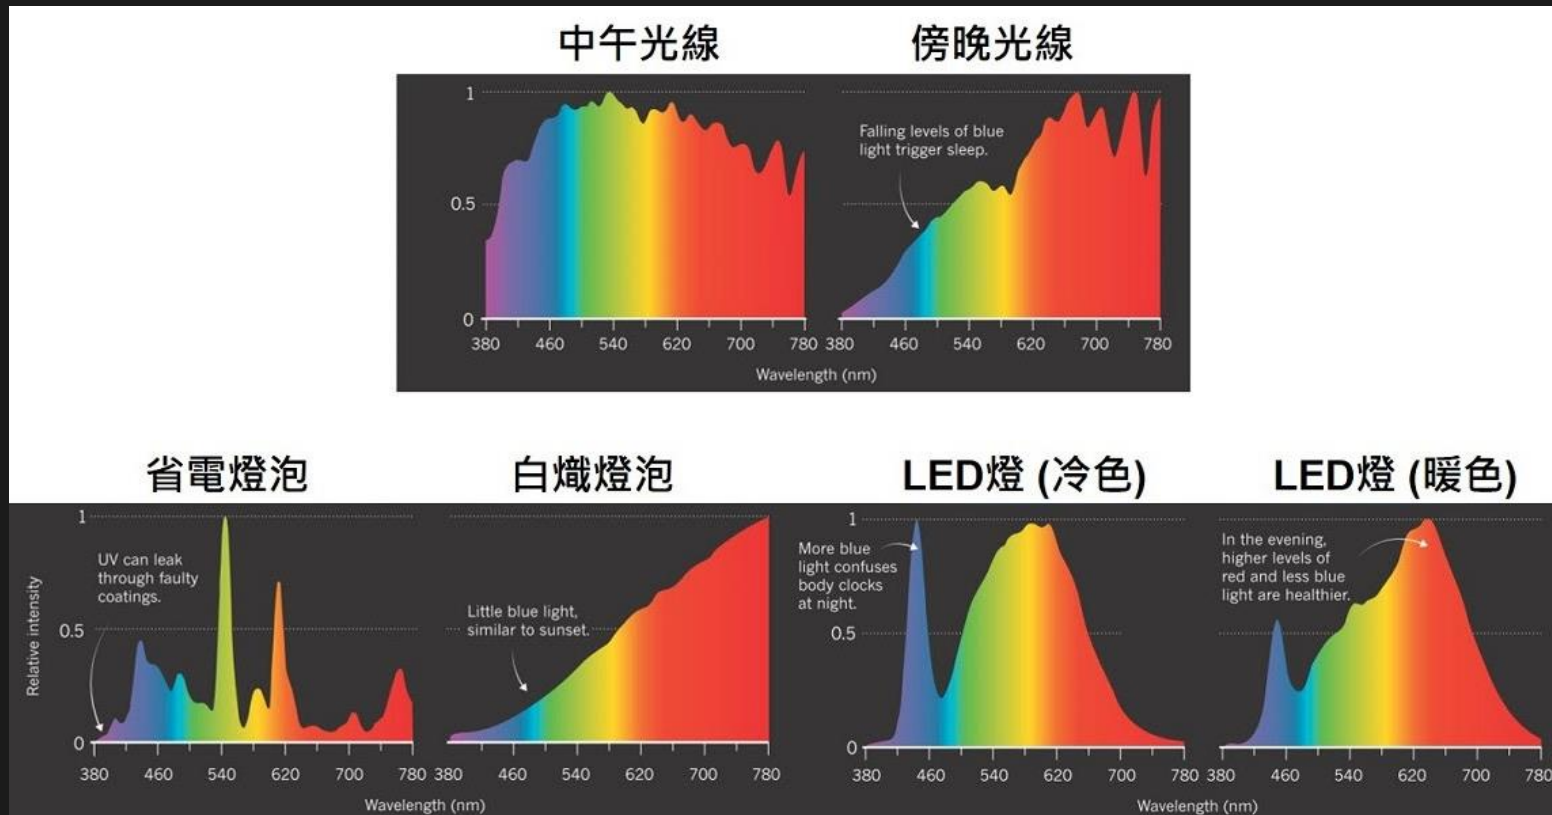 中午光線
傍晚光線
1
0.5
0
Falling levels of blue
light trigger sleep.
380 460 540 620 700 780
380 460 540 620 700 780
Wavelength (nm)
省電燈泡
白熾燈泡
LED燈 (冷色)
LED燈 (暖色)
Relative intensity
1
0.5
0
UV can leak
through faulty
coatings.
380 460 540 620 700 780
Little blue light,
similar to sunset.
380 460 540 620 700 780
Wavelength (nm)
1
0.5
0
More blue
light confuses
body clocks
at night.
380 460 540 620 700 780
In the evening,
higher levels of
red and less blue
light are healthier.
380 460 540 620 700 780
Wavelength (nm)